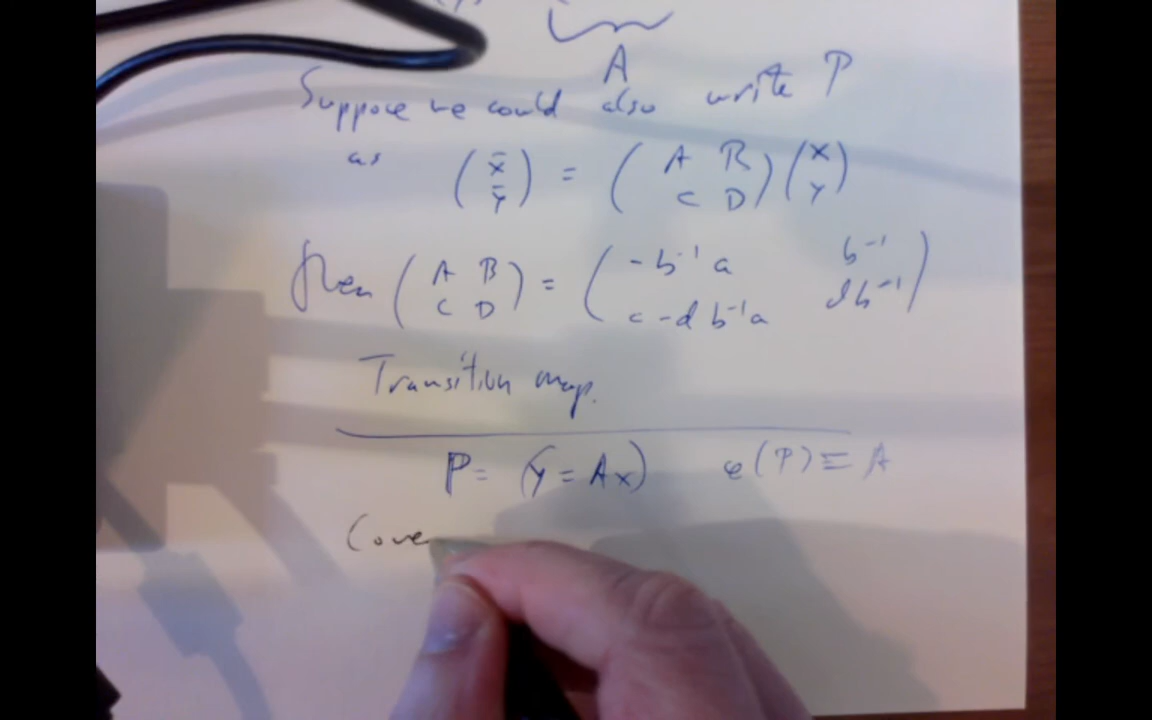 A
Suppose we could also write P
as ( x̄ ȳ ) = ( A B C D ) ( x y )
then ( A B C D ) = ( -b⁻¹a b⁻¹ c-db⁻¹a db⁻¹ )
Transition map.
P = (y = Ax) φ(P) ≡ A
Cove